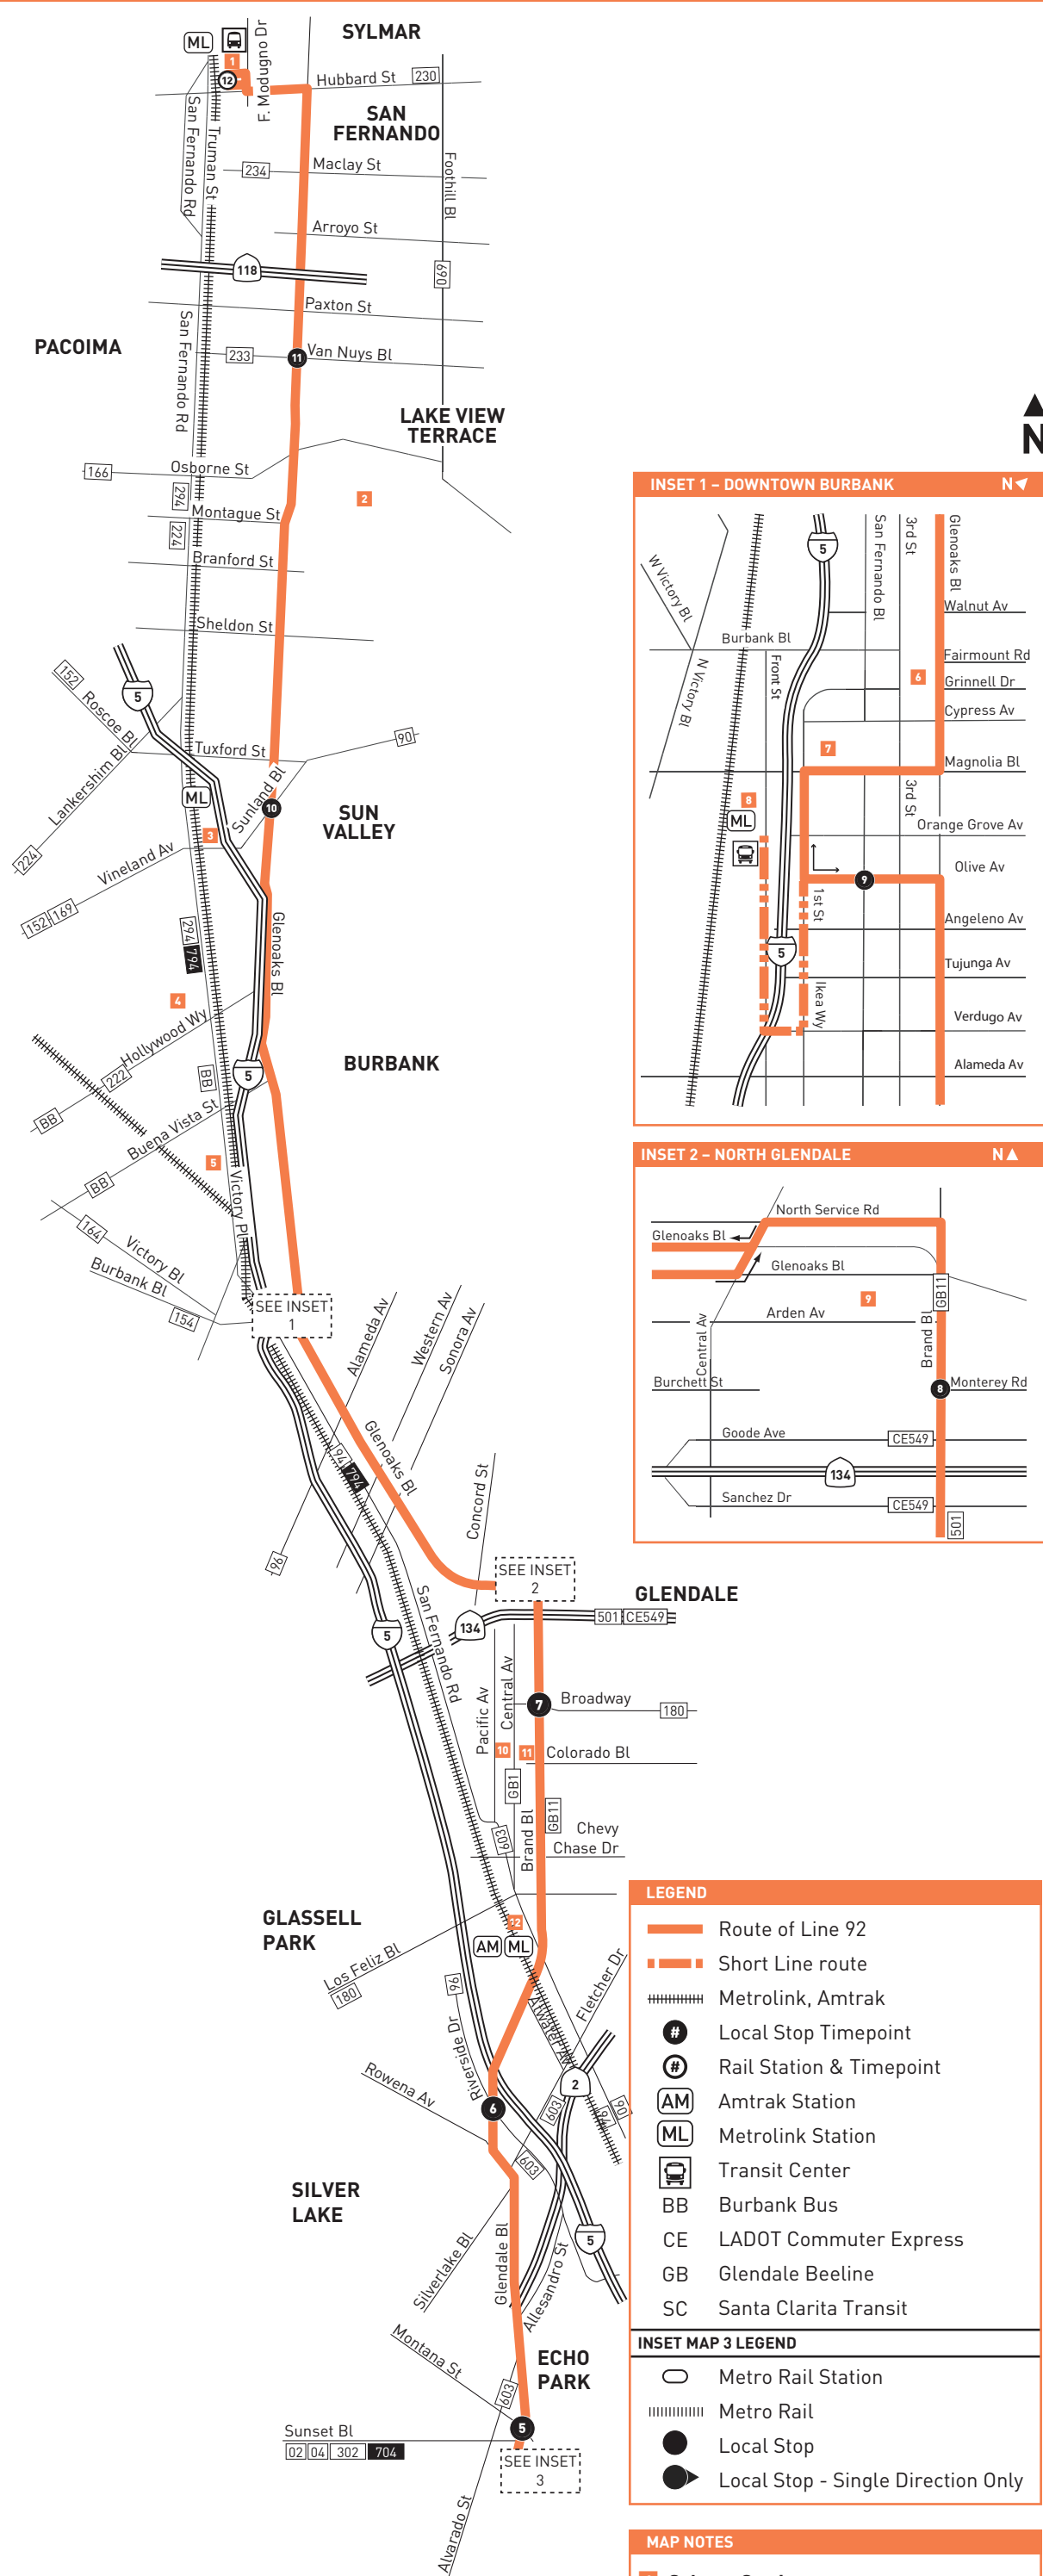 SYLMAR
ML
F. Modugno Dr
1
12
Hubbard St
230
SAN
FERNANDO
San Fernando Rd
Truman St
234
Maclay St
Foothill Bl
Arroyo St
118
690
Paxton St
PACOIMA
San Fernando Rd
233
11
Van Nuys Bl
LAKE VIEW
TERRACE
N
166
Osborne St
294
2
Montague St
224
Branford St
Sheldon St
152
Roscoe Bl
5
Lankershim Bl
Tuxford St
90
ML
Sunland Bl
10
SUN
VALLEY
3
224
Vineland Av
152
169
294
794
Glenoaks Bl
4
Hollywood Wy
222
BB
BB
5
BURBANK
Buena Vista St
BB
5
Victory Pl
164
Victory Bl
Burbank Bl
154
SEE INSET
1
Alameda Av
Western Av
Sonora Av
94
794
Glenoaks Bl
96
Concord St
SEE INSET
2
GLENDALE
134
501
CE549
5
San Fernando Rd
Pacific Av
Central Av
7
Broadway
180
10
11
Colorado Bl
GB1
GB11
Brand Bl
603
Chevy
Chase Dr
GLASSELL
PARK
12
AM
ML
Los Feliz Bl
180
96
Riverside Dr
Atwater Av
Fletcher Dr
Rowena Av
2
6
603
94
90
603
SILVER
LAKE
5
Silverlake Bl
Glendale Bl
Allesandro St
Montana St
ECHO
PARK
603
5
Sunset Bl
02
04
302
704
SEE INSET
3
Alvarado St
INSET 1 – DOWNTOWN BURBANK
N
5
San Fernando Bl
3rd St
Glenoaks Bl
W Victory Bl
Walnut Av
Burbank Bl
Fairmount Rd
N Victory Bl
Front St
6
Grinnell Dr
Cypress Av
7
Magnolia Bl
8
3rd St
ML
Orange Grove Av
Olive Av
9
1st St
Angeleno Av
5
Tujunga Av
Ikea Wy
Verdugo Av
Alameda Av
INSET 2 – NORTH GLENDALE
N
North Service Rd
Glenoaks Bl
Glenoaks Bl
GB11
9
Arden Av
Central Av
Brand Bl
Burchett St
8
Monterey Rd
Goode Ave
CE549
134
Sanchez Dr
CE549
501
LEGEND
Route of Line 92
Short Line route
Metrolink, Amtrak
# Local Stop Timepoint
# Rail Station & Timepoint
AM Amtrak Station
ML Metrolink Station
Transit Center
BB Burbank Bus
CE LADOT Commuter Express
GB Glendale Beeline
SC Santa Clarita Transit
INSET MAP 3 LEGEND
Metro Rail Station
Metro Rail
Local Stop
Local Stop - Single Direction Only
MAP NOTES